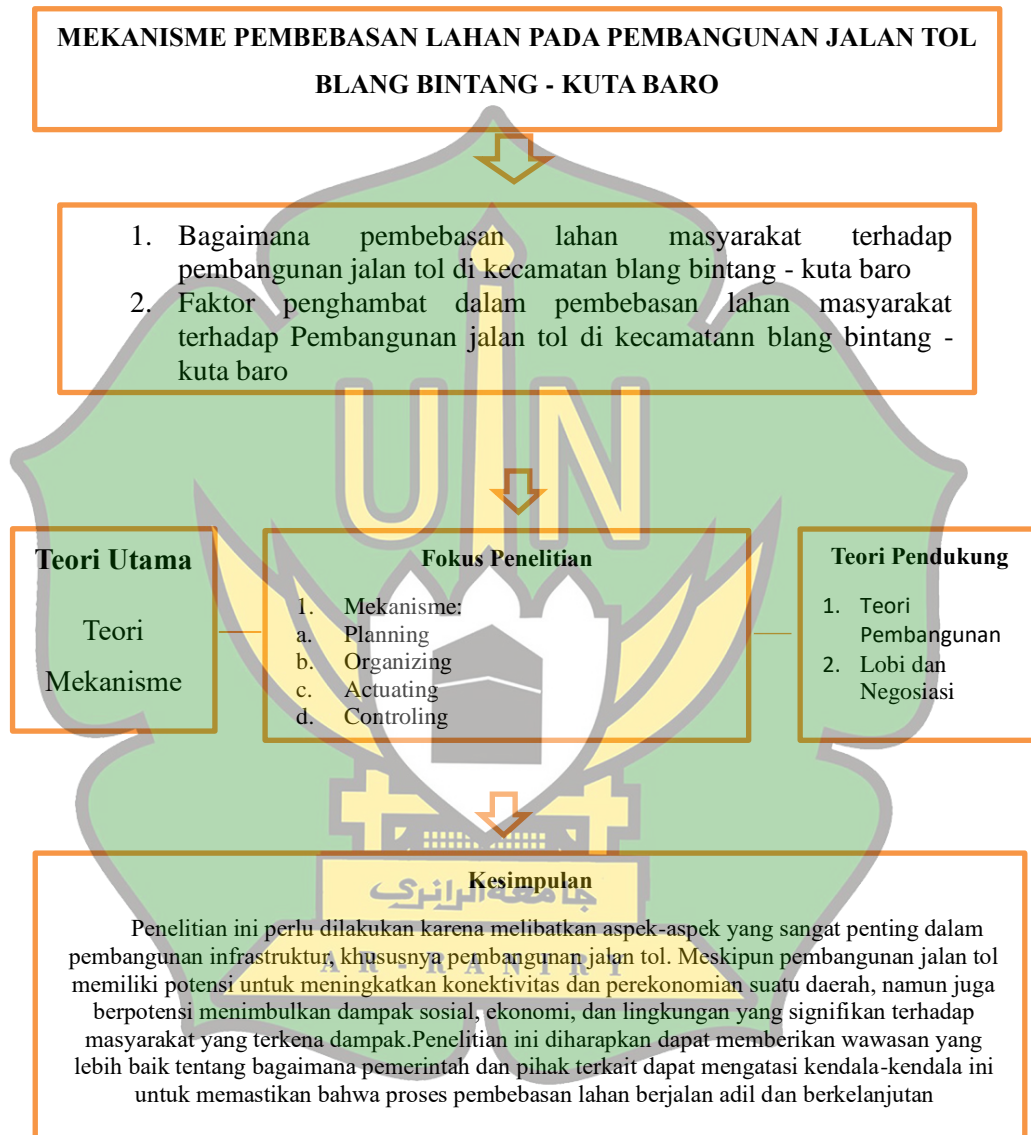 MEKANISME PEMBEBASAN LAHAN PADA PEMBANGUNAN JALAN TOL
BLANG BINTANG - KUTA BARO
1. Bagaimana pembebasan lahan masyarakat terhadap
pembangunan jalan tol di kecamatan blang bintang - kuta baro
2. Faktor penghambat dalam pembebasan lahan masyarakat
terhadap Pembangunan jalan tol di kecamatann blang bintang -
kuta baro
UIN
Teori Utama
Teori
Mekanisme
Fokus Penelitian
1. Mekanisme:
a. Planning
b. Organizing
c. Actuating
d. Controling
Teori Pendukung
1. Teori
Pembangunan
2. Lobi dan
Negosiasi
Kesimpulan
جامعة الرانري
AR-RANIRY
Penelitian ini perlu dilakukan karena melibatkan aspek-aspek yang sangat penting dalam
pembangunan infrastruktur, khususnya pembangunan jalan tol. Meskipun pembangunan jalan tol
memiliki potensi untuk meningkatkan konektivitas dan perekonomian suatu daerah, namun juga
berpotensi menimbulkan dampak sosial, ekonomi, dan lingkungan yang signifikan terhadap
masyarakat yang terkena dampak.Penelitian ini diharapkan dapat memberikan wawasan yang
lebih baik tentang bagaimana pemerintah dan pihak terkait dapat mengatasi kendala-kendala ini
untuk memastikan bahwa proses pembebasan lahan berjalan adil dan berkelanjutan